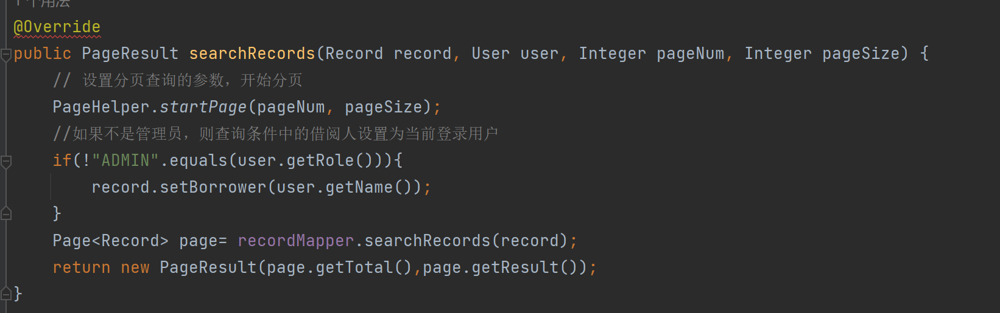 1个用法
@Override
public PageResult searchRecords(Record record, User user, Integer pageNum, Integer pageSize) {
// 设置分页查询的参数，开始分页
PageHelper.startPage(pageNum, pageSize);
//如果不是管理员，则查询条件中的借阅人设置为当前登录用户
if(!"ADMIN".equals(user.getRole())){
record.setBorrower(user.getName());
}
Page<Record> page= recordMapper.searchRecords(record);
return new PageResult(page.getTotal(),page.getResult());
}